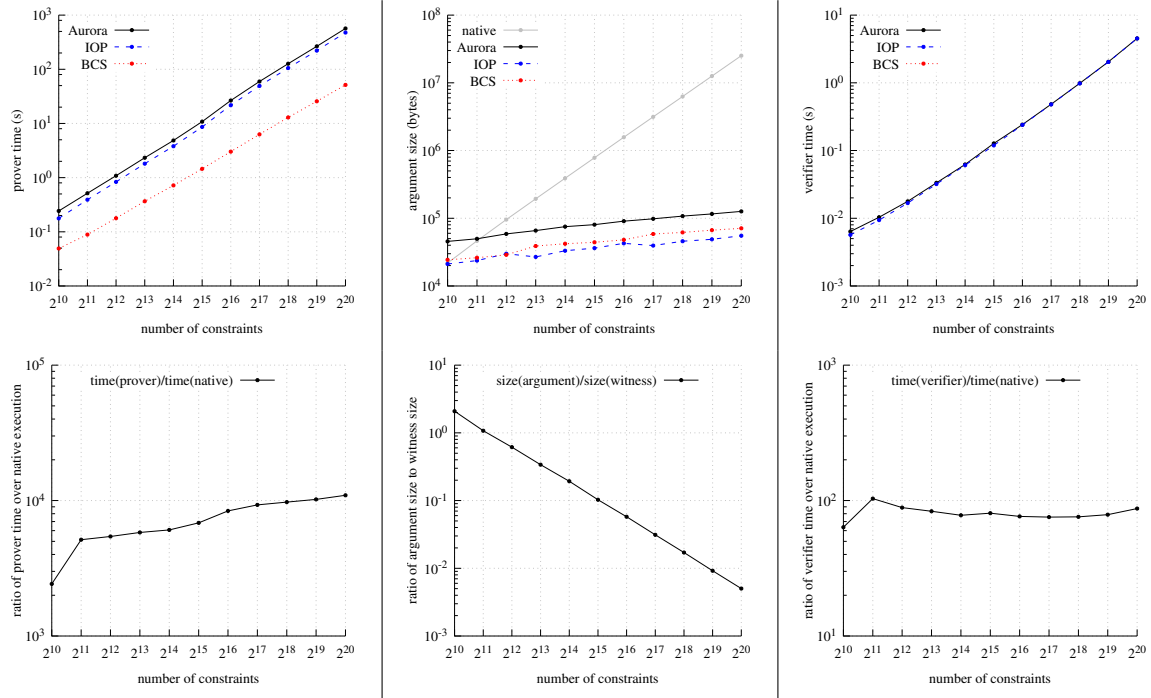 prover time (s)
10^3
10^2
10^1
10^0
10^-1
10^-2
Aurora
IOP
BCS
2^10 2^11 2^12 2^13 2^14 2^15 2^16 2^17 2^18 2^19 2^20
number of constraints
argument size (bytes)
10^8
10^7
10^6
10^5
10^4
native
Aurora
IOP
BCS
2^10 2^11 2^12 2^13 2^14 2^15 2^16 2^17 2^18 2^19 2^20
number of constraints
verifier time (s)
10^1
10^0
10^-1
10^-2
10^-3
Aurora
IOP
BCS
2^10 2^11 2^12 2^13 2^14 2^15 2^16 2^17 2^18 2^19 2^20
number of constraints
ratio of prover time over native execution
10^5
10^4
10^3
time(prover)/time(native)
2^10 2^11 2^12 2^13 2^14 2^15 2^16 2^17 2^18 2^19 2^20
number of constraints
ratio of argument size to witness size
10^1
10^0
10^-1
10^-2
10^-3
size(argument)/size(witness)
2^10 2^11 2^12 2^13 2^14 2^15 2^16 2^17 2^18 2^19 2^20
number of constraints
ratio of verifier time over native execution
10^3
10^2
10^1
time(verifier)/time(native)
2^10 2^11 2^12 2^13 2^14 2^15 2^16 2^17 2^18 2^19 2^20
number of constraints